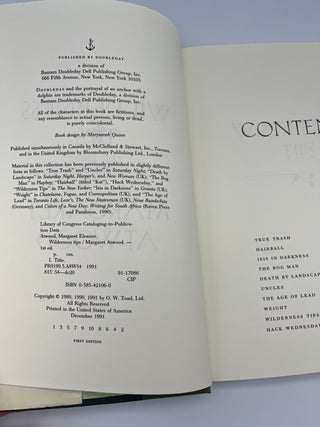 PUBLISHED BY DOUBLEDAY
a division of
Bantam Doubleday Dell Publishing Group, Inc.
666 Fifth Avenue, New York, New York 10103
DOUBLEDAY and the portrayal of an anchor with a
dolphin are trademarks of Doubleday, a division of
Bantam Doubleday Dell Publishing Group, Inc.
All of the characters in this book are fictitious, and
any resemblance to actual persons, living or dead,
is purely coincidental.
Book design by Marysarah Quinn
Published simultaneously in Canada by McClelland & Stewart, Inc., Toronto,
and in the United Kingdom by Bloomsbury Publishing Ltd., London
Material in this collection has been previously published in slightly different
form as follows: "True Trash" and "Uncles" in Saturday Night, "Death by
Landscape" in Saturday Night, Harper's, and New Woman (UK); "The Bog
Man" in Playboy; "Hairball" (titled "Kat"), "Hack Wednesday," and
"Wilderness Tips" in The New Yorker; "Isis in Darkness" in Granta (UK);
"Weight" in Chatelaine, Vogue, and Cosmopolitan (UK); and "The Age of
Lead" in Toronto Life, Lear's, The New Statesman (UK), Neue Rundschau
(Germany), and Colors of a New Day: Writing for South Africa (Raven Press
and Pantheon, 1990).
Library of Congress Cataloging-in-Publica-
tion Data
Atwood, Margaret Eleanor.
Wilderness tips / Margaret Atwood. —
1st ed.
p. cm.
I. Title.
PR9199.3.A8W54 1991
813'.54—dc20 91-17086
CIP
ISBN 0-385-42106-0
Copyright © 1989, 1990, 1991 by O. W. Toad, Ltd.
All Rights Reserved
Printed in the United States of America
December 1991
1 3 5 7 9 10 8 6 4 2
FIRST EDITION
CONTEN
TRUE TRASH
HAIRBALL
ISIS IN DARKNESS
THE BOG MAN
DEATH BY LANDSCAP
UNCLES
THE AGE OF LEAD
WEIGHT
WILDERNESS TIPS
HACK WEDNESDAY